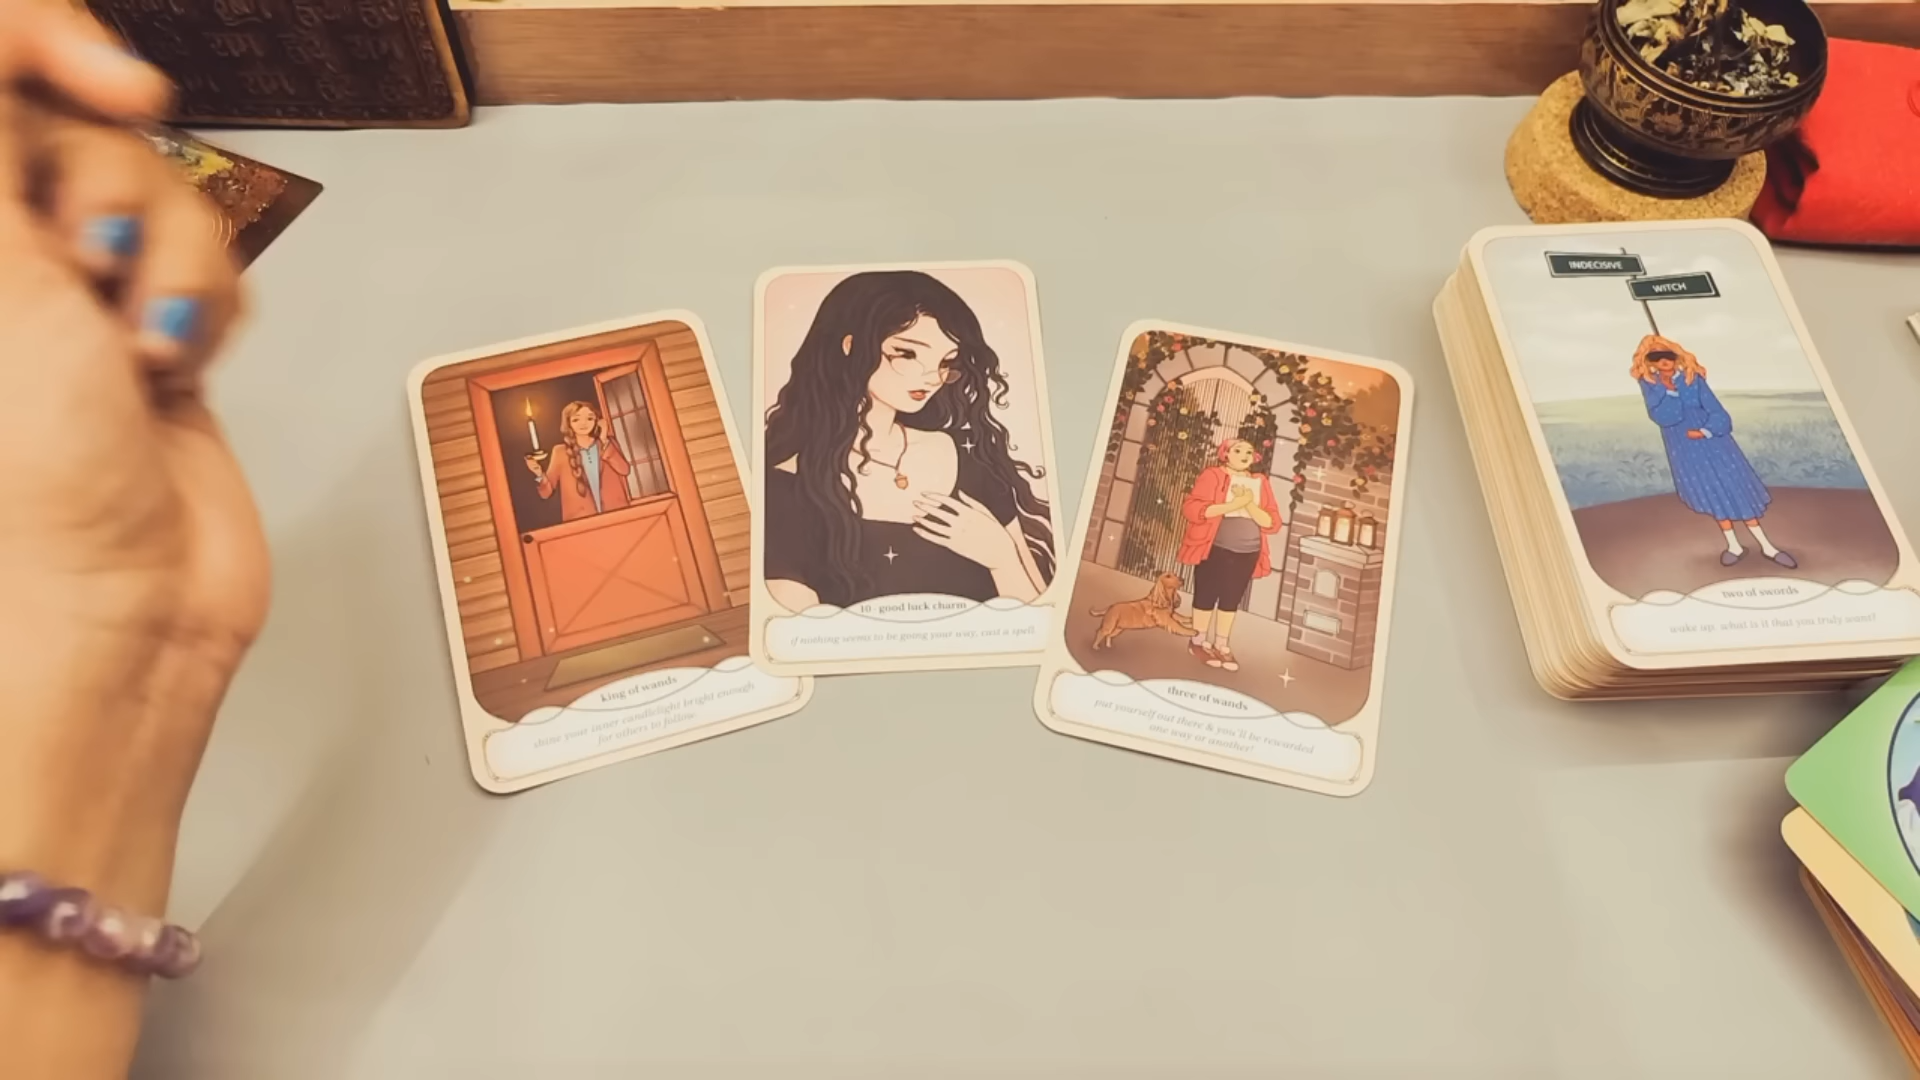 king of wands
shine your inner candlelight bright enough
for others to follow
10 · good luck charm
if nothing seems to be going your way, cast a spell
three of wands
put yourself out there & you'll be rewarded
one way or another!
INDECISIVE
WITCH
two of swords
wake up. what is it that you truly want?